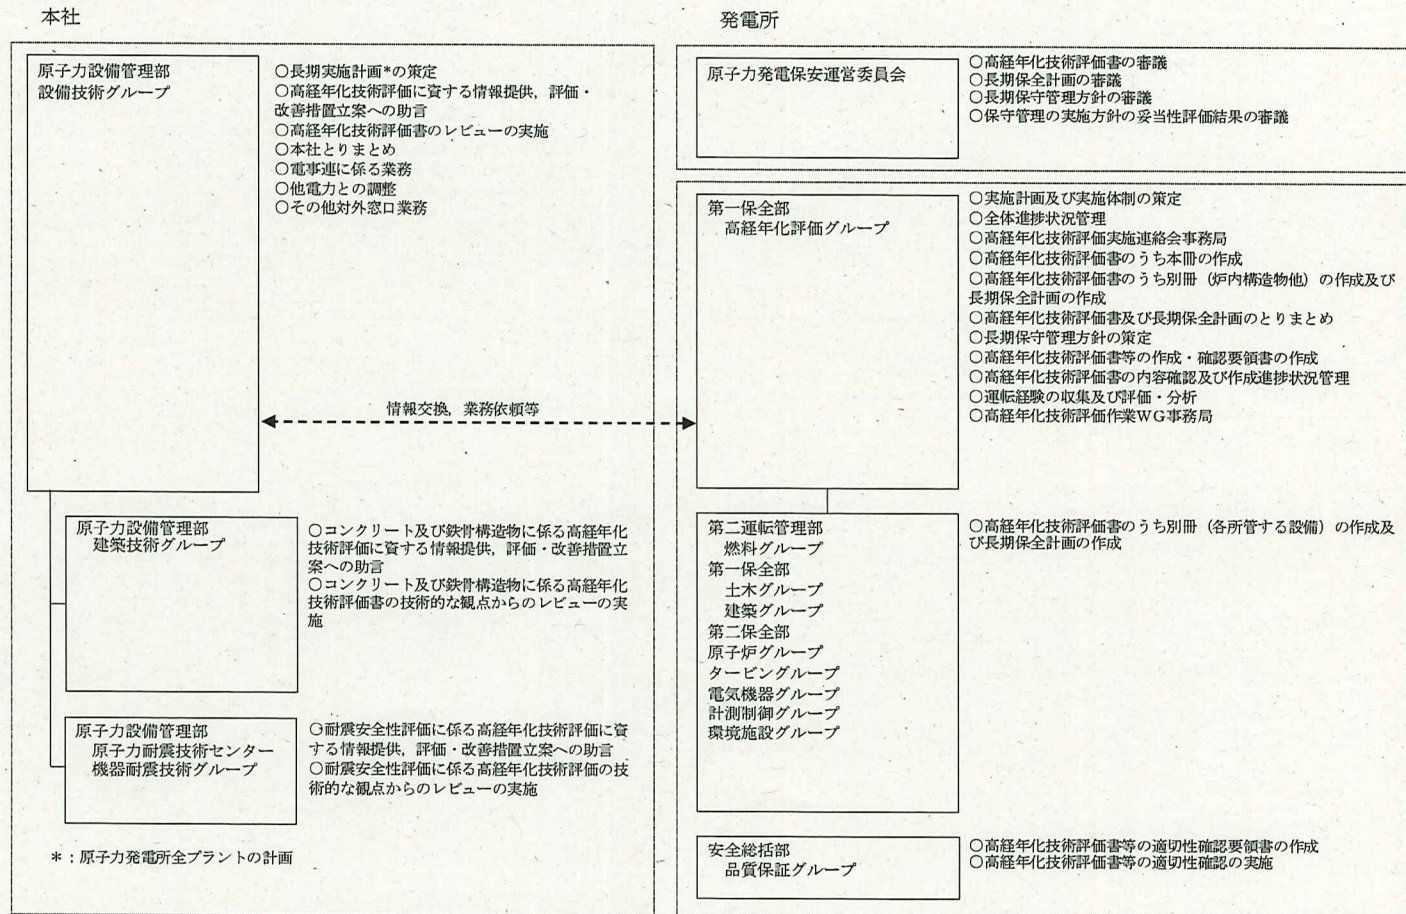 本社
原子力設備管理部
設備技術グループ
○長期実施計画*の策定
○高経年化技術評価に資する情報提供，評価・
改善措置立案への助言
○高経年化技術評価書のレビューの実施
○本社とりまとめ
○電事連に係る業務
○他電力との調整
○その他対外窓口業務
情報交換，業務依頼等
原子力設備管理部
建築技術グループ
○コンクリート及び鉄骨構造物に係る高経年化
技術評価に資する情報提供，評価・改善措置立
案への助言
○コンクリート及び鉄骨構造物に係る高経年化
技術評価書の技術的な観点からのレビューの実
施
原子力設備管理部
原子力耐震技術センター
機器耐震技術グループ
○耐震安全性評価に係る高経年化技術評価に資
する情報提供，評価・改善措置立案への助言
○耐震安全性評価に係る高経年化技術評価の技
術的な観点からのレビューの実施
*：原子力発電所全プラントの計画
発電所
原子力発電保安運営委員会
○高経年化技術評価書の審議
○長期保全計画の審議
○長期保守管理方針の審議
○保守管理の実施方針の妥当性評価結果の審議
第一保全部
高経年化評価グループ
○実施計画及び実施体制の策定
○全体進捗状況管理
○高経年化技術評価実施連絡会事務局
○高経年化技術評価書のうち本冊の作成
○高経年化技術評価書のうち別冊（炉内構造物他）の作成及び
長期保全計画の作成
○高経年化技術評価書及び長期保全計画のとりまとめ
○長期保守管理方針の策定
○高経年化技術評価書等の作成・確認要領書の作成
○高経年化技術評価書の内容確認及び作成進捗状況管理
○運転経験の収集及び評価・分析
○高経年化技術評価作業ＷＧ事務局
第二運転管理部
燃料グループ
第一保全部
土木グループ
建築グループ
第二保全部
原子炉グループ
タービングループ
電気機器グループ
計測制御グループ
環境施設グループ
○高経年化技術評価書のうち別冊（各所管する設備）の作成及
び長期保全計画の作成
安全総括部
品質保証グループ
○高経年化技術評価書等の適切性確認要領書の作成
○高経年化技術評価書等の適切性確認の実施